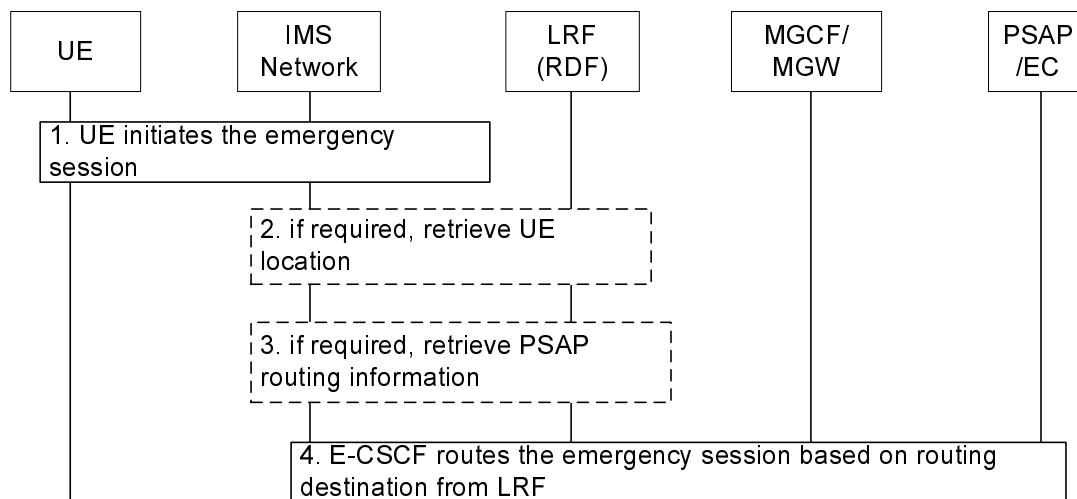 UE
IMS
Network
LRF
(RDF)
MGCF/
MGW
PSAP
/EC
1. UE initiates the emergency
session
2. if required, retrieve UE
location
3. if required, retrieve PSAP
routing information
4. E-CSCF routes the emergency session based on routing
destination from LRF